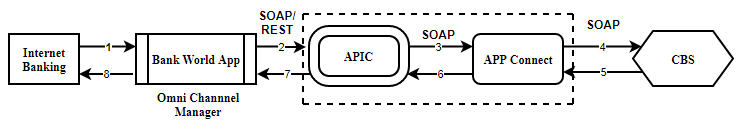 SOAP/
REST
SOAP
SOAP
Internet
Banking
1
8
Bank World App
2
7
APIC
3
6
APP Connect
4
5
CBS
Omni Channnel
Manager